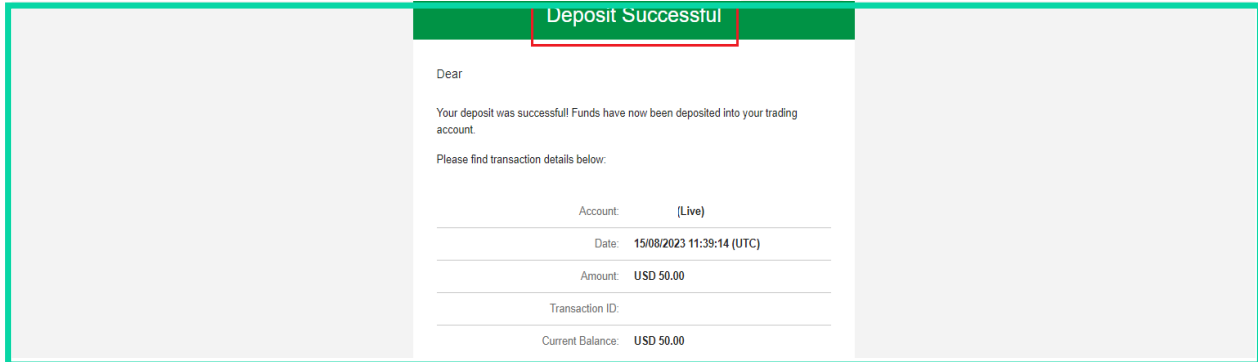 Deposit Successful
Dear
Your deposit was successful! Funds have now been deposited into your trading
account.
Please find transaction details below:
Account: (Live)
Date: 15/08/2023 11:39:14 (UTC)
Amount: USD 50.00
Transaction ID:
Current Balance: USD 50.00